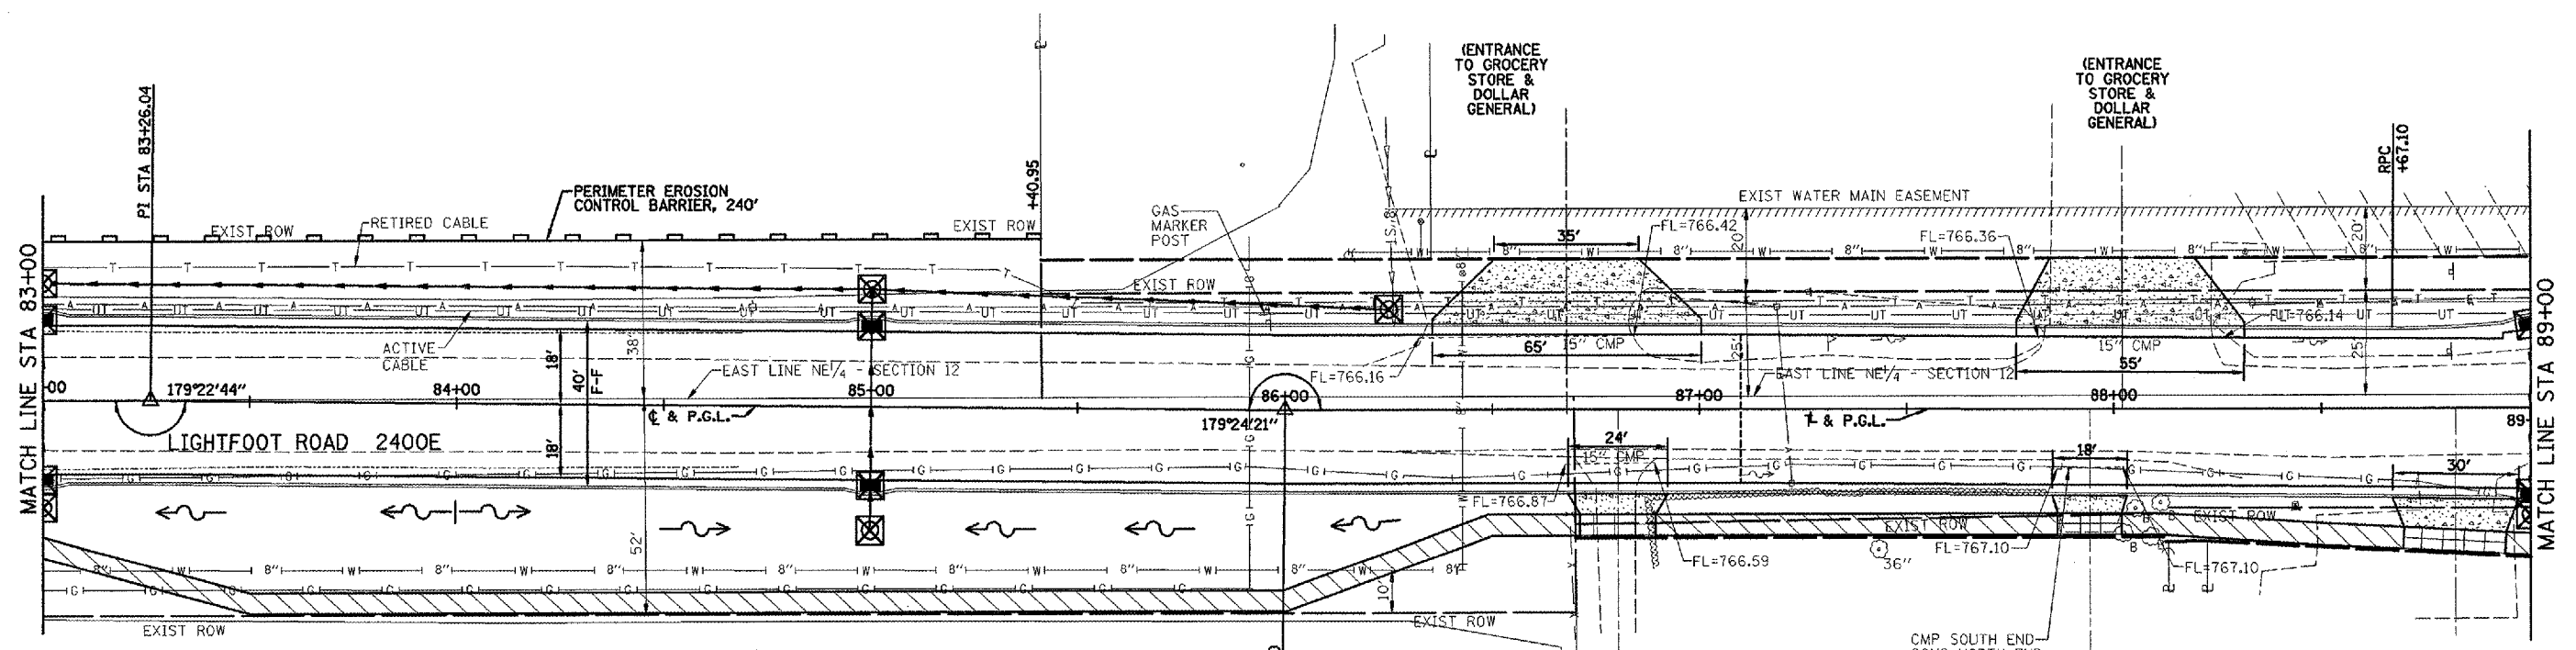 (ENTRANCE
TO GROCERY
STORE &
DOLLAR
GENERAL)
(ENTRANCE
TO GROCERY
STORE &
DOLLAR
GENERAL)
PI STA 83+26.04
+40.95
RPC
+67.10
PERIMETER EROSION
CONTROL BARRIER, 240'
RETIRED CABLE
EXIST ROW
EXIST ROW
GAS
MARKER
POST
EXIST WATER MAIN EASEMENT
FL=766.42
FL=766.36
35'
20'
20'
EXIST ROW
MATCH LINE STA 83+00
MATCH LINE STA 89+00
ACTIVE
CABLE
18'
38'
40'
F-F
FL=766.14
15" CMP
65'
15" CMP
55'
25'
25'
FL=766.16
EAST LINE NE¼ - SECTION 12
EAST LINE NE¼ - SECTION 12
00
179°22'44"
84+00
85+00
86+00
87+00
88+00
89
℄ & P.G.L.
179°24'21"
℄ & P.G.L.
LIGHTFOOT ROAD 2400E
18'
24'
15" CMP
18'
30'
FL=766.87
EXIST ROW
EXIST ROW
52'
FL=766.59
36"
FL=767.10
FL=767.10
10'
EXIST ROW
EXIST ROW
CMP SOUTH END